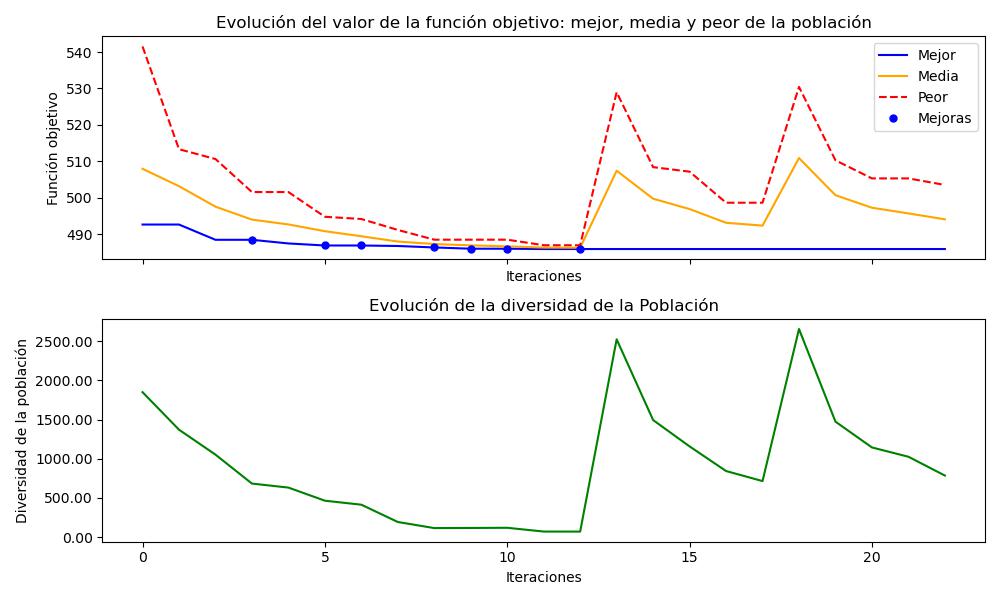 Evolución del valor de la función objetivo: mejor, media y peor de la población
Función objetivo
540
530
520
510
500
490
Mejor
Media
Peor
Mejoras
Iteraciones
Evolución de la diversidad de la Población
Diversidad de la población
2500.00
2000.00
1500.00
1000.00
500.00
0.00
0 5 10 15 20
Iteraciones